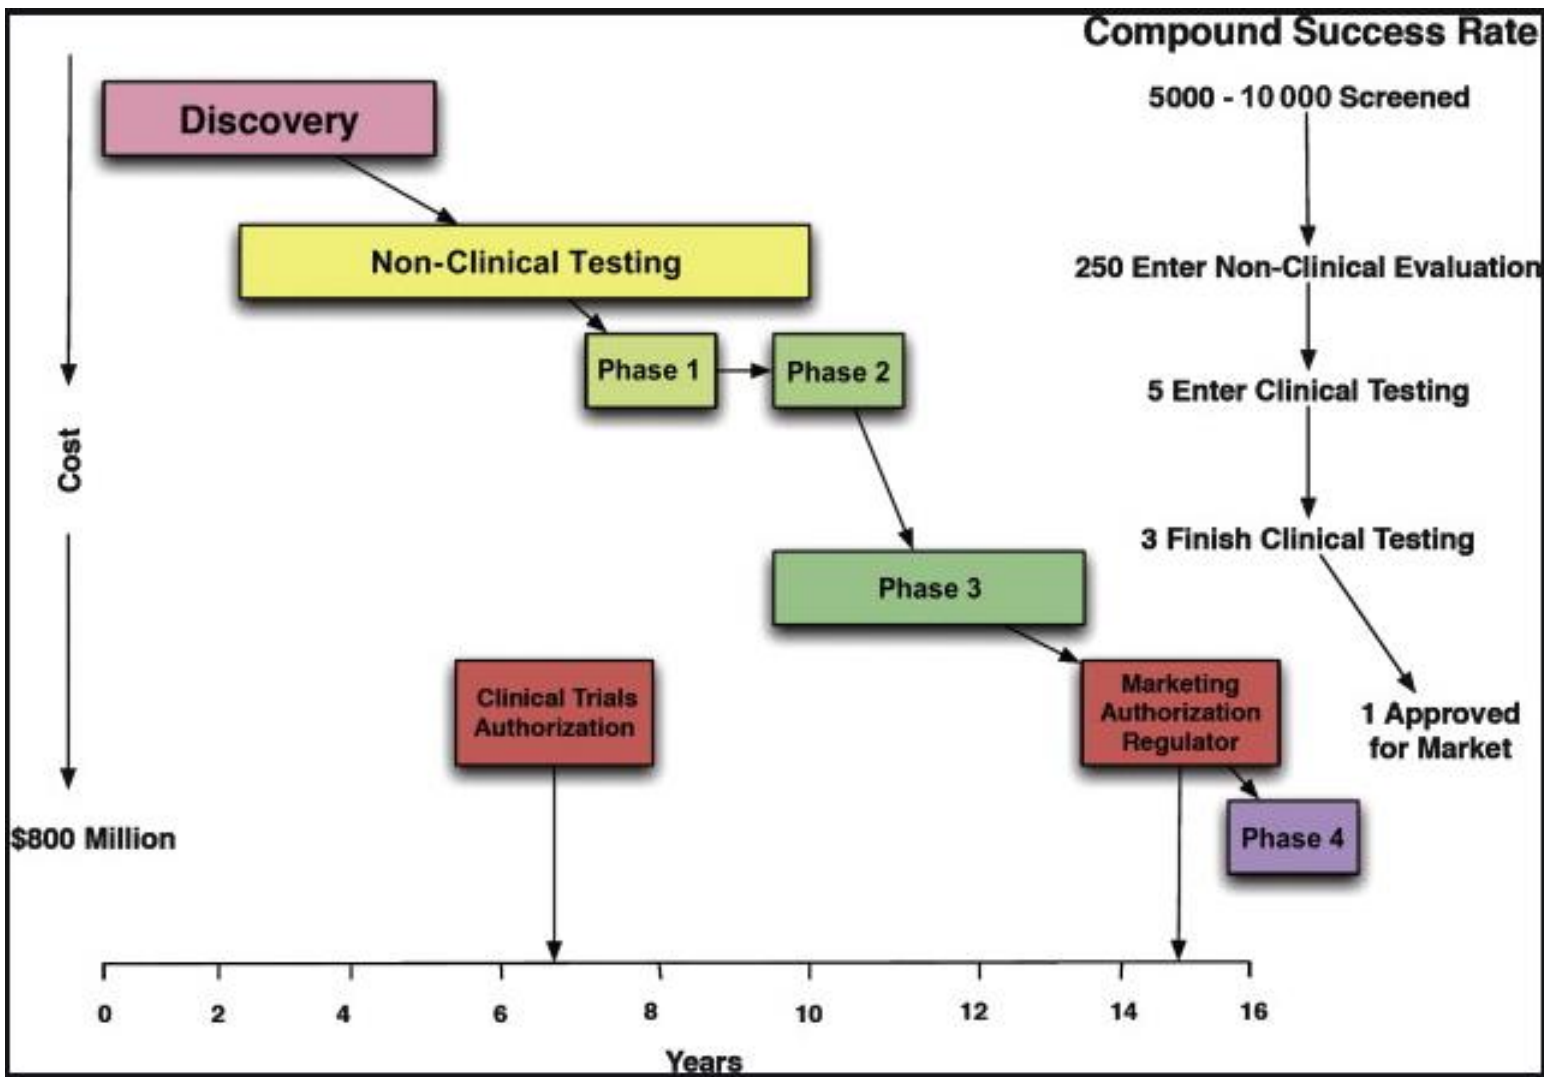 Compound Success Rate
5000 - 10 000 Screened
Discovery
Non-Clinical Testing
250 Enter Non-Clinical Evaluation
Phase 1
Phase 2
5 Enter Clinical Testing
Cost
3 Finish Clinical Testing
Phase 3
Clinical Trials
Authorization
Marketing
Authorization
Regulator
1 Approved
for Market
$800 Million
Phase 4
0 2 4 6 8 10 12 14 16
Years